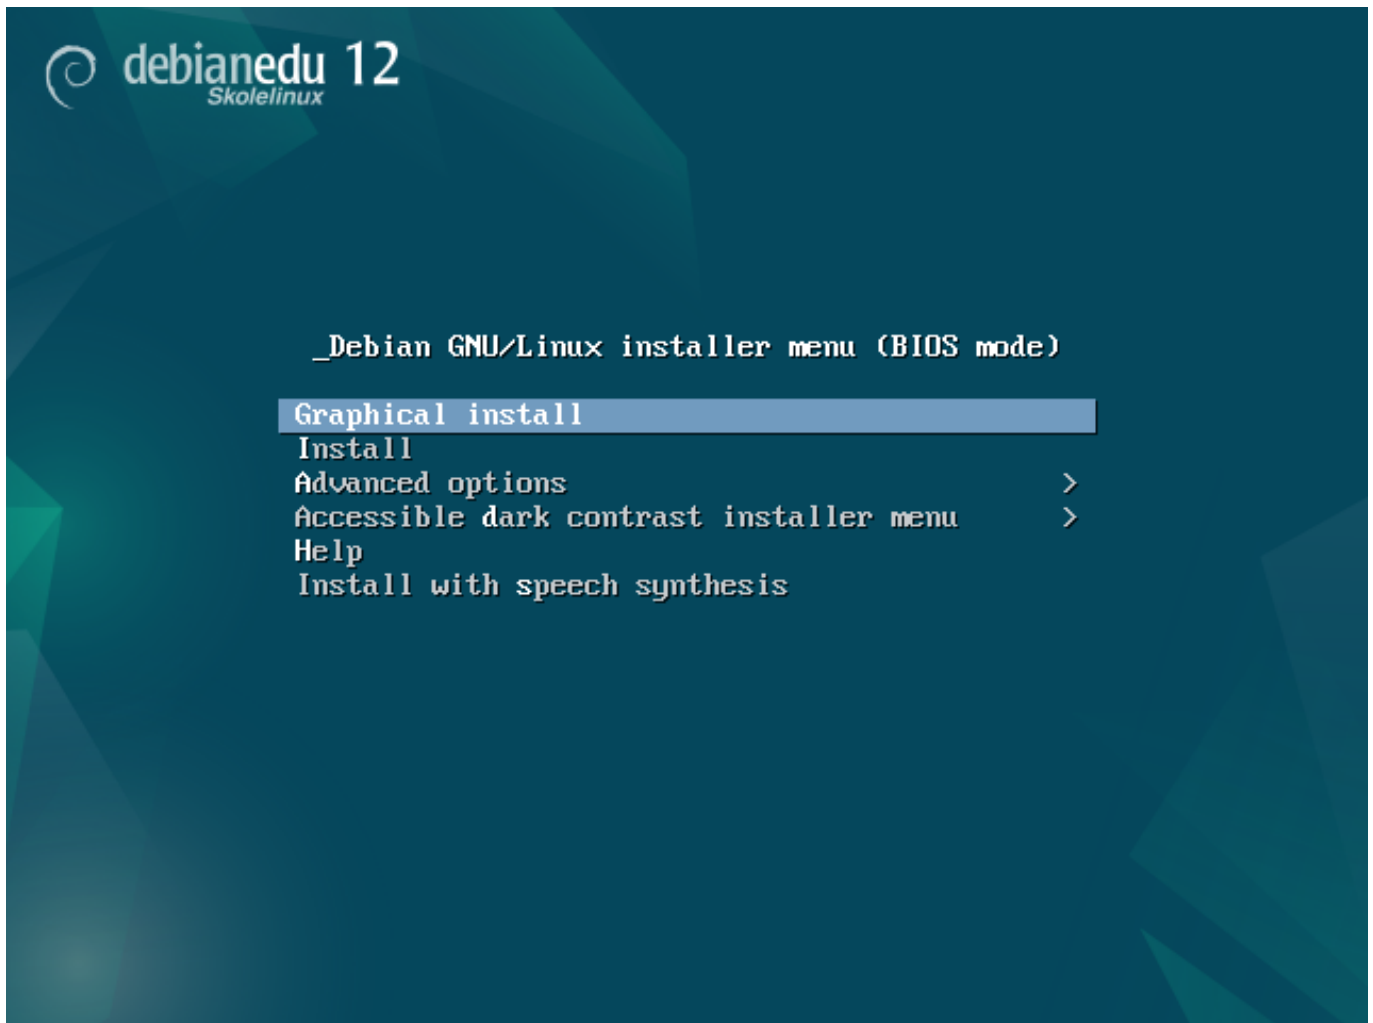 debianedu 12
Skolelinux
_Debian GNU/Linux installer menu (BIOS mode)
Graphical install
Install
Advanced options >
Accessible dark contrast installer menu >
Help
Install with speech synthesis